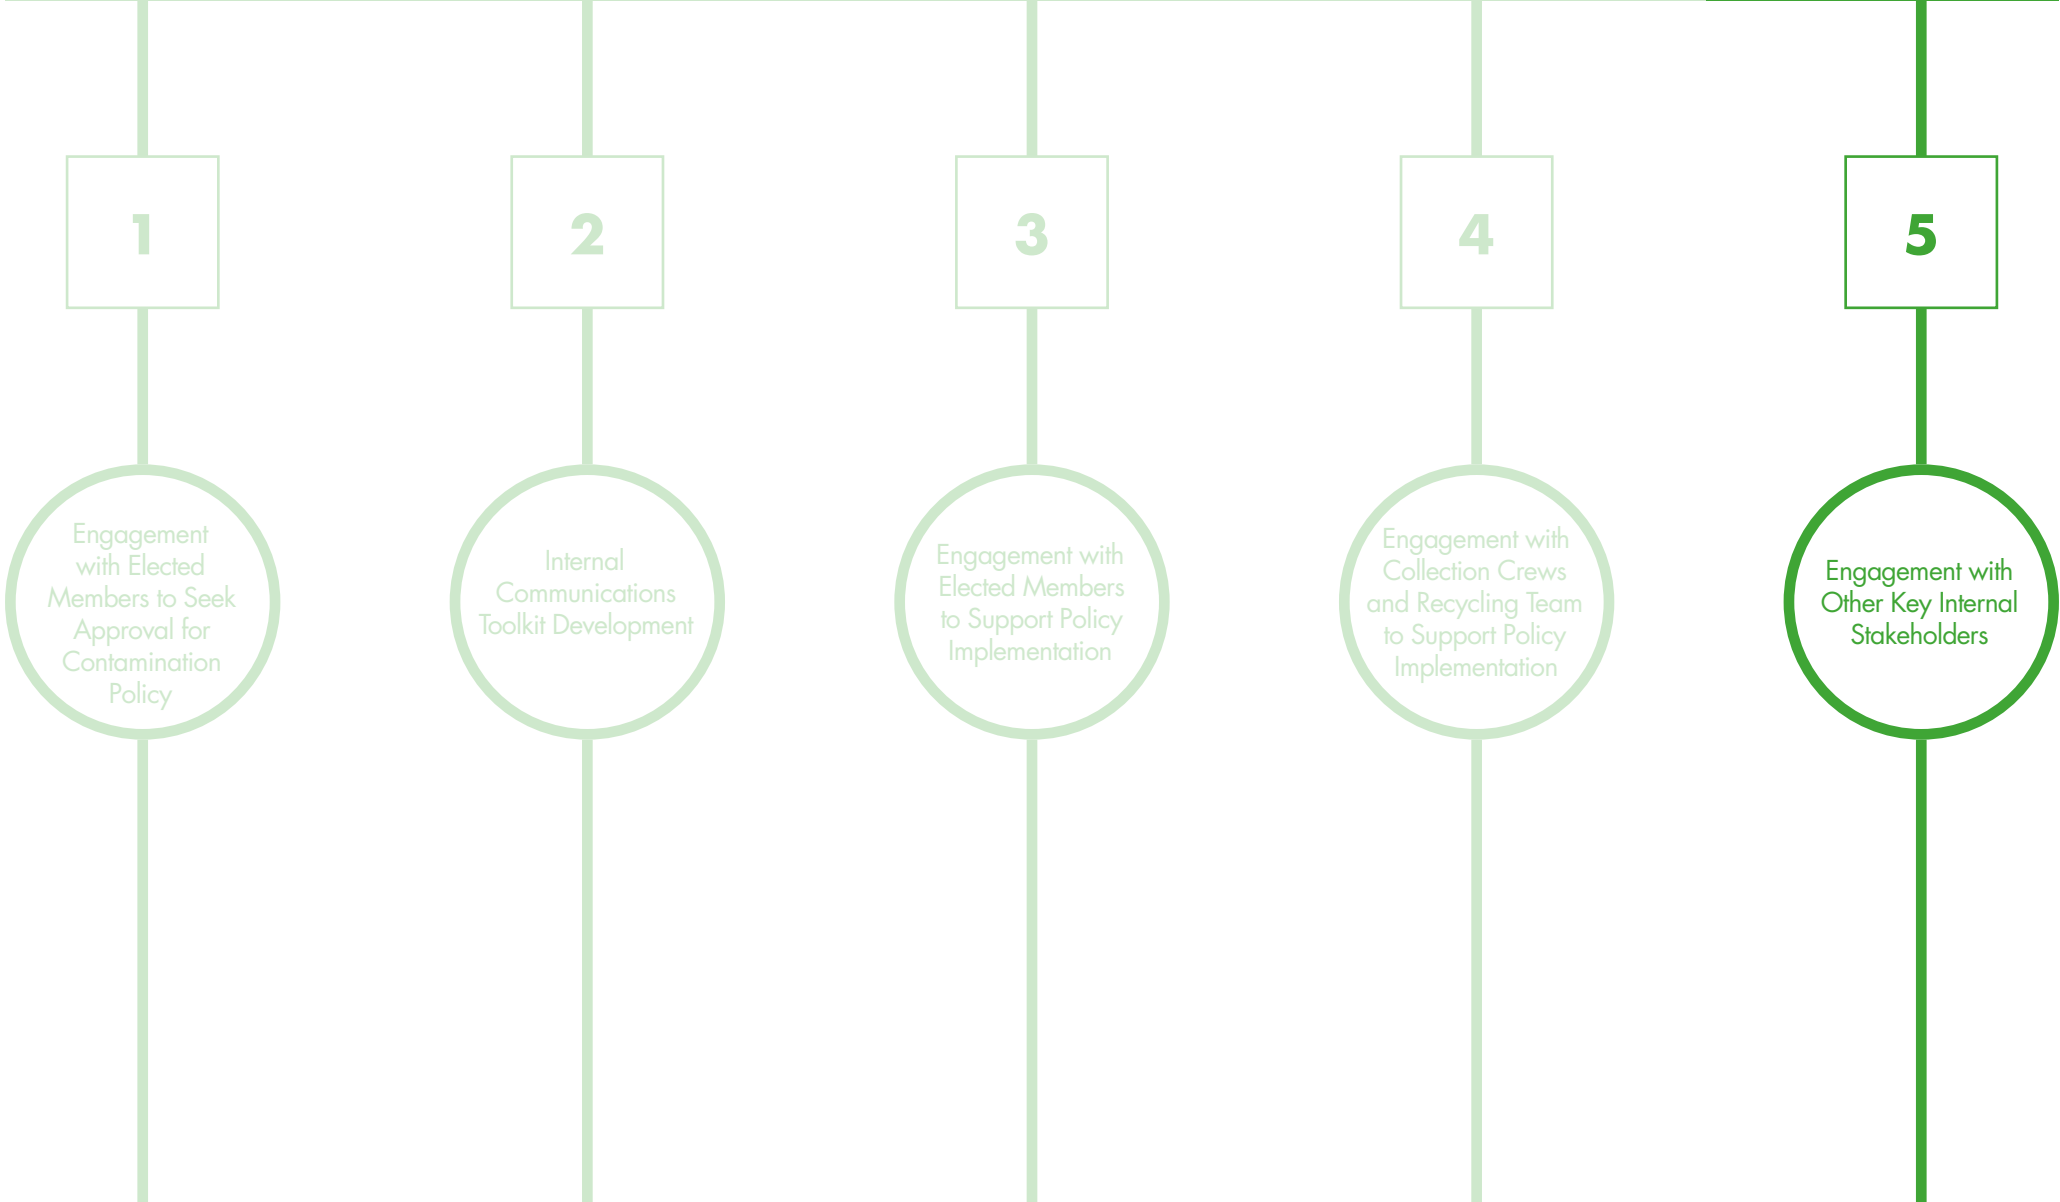 1
Engagement
with Elected
Members to Seek
Approval for
Contamination
Policy
2
Internal
Communications
Toolkit Development
3
Engagement with
Elected Members
to Support Policy
Implementation
4
Engagement with
Collection Crews
and Recycling Team
to Support Policy
Implementation
5
Engagement with
Other Key Internal
Stakeholders